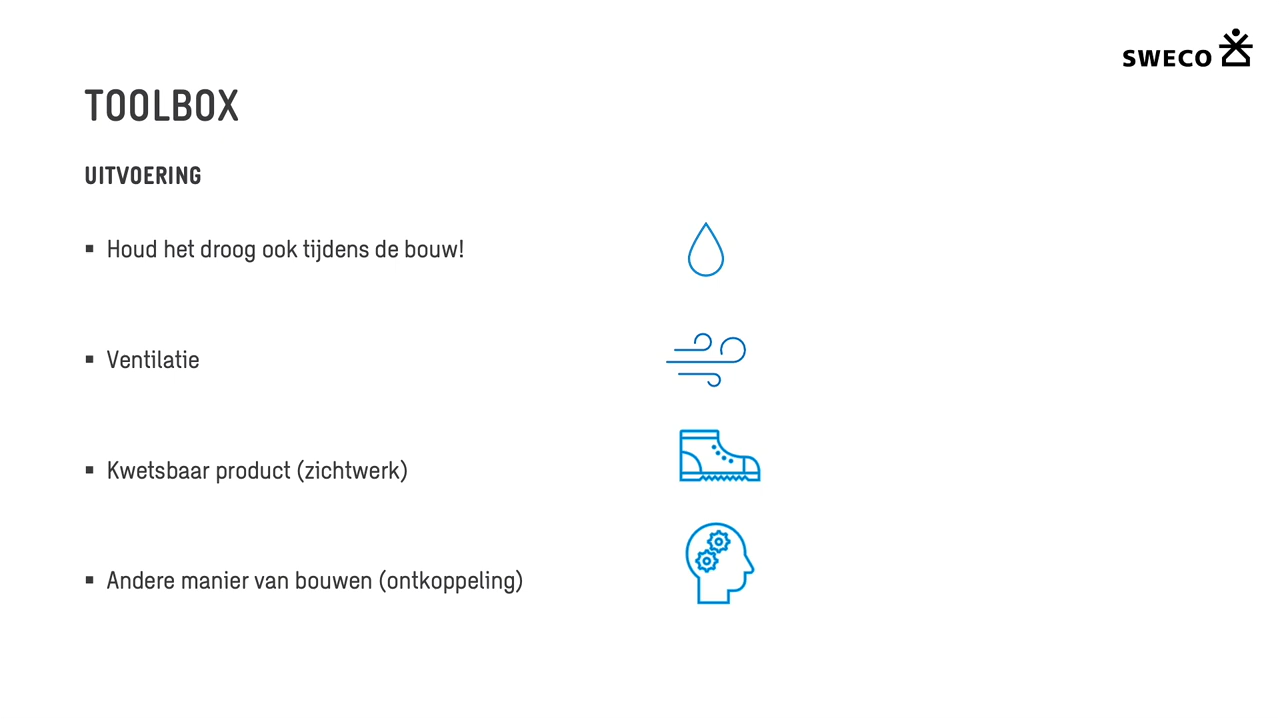 SWECO
TOOLBOX
UITVOERING
▪ Houd het droog ook tijdens de bouw!
▪ Ventilatie
▪ Kwetsbaar product (zichtwerk)
▪ Andere manier van bouwen (ontkoppeling)